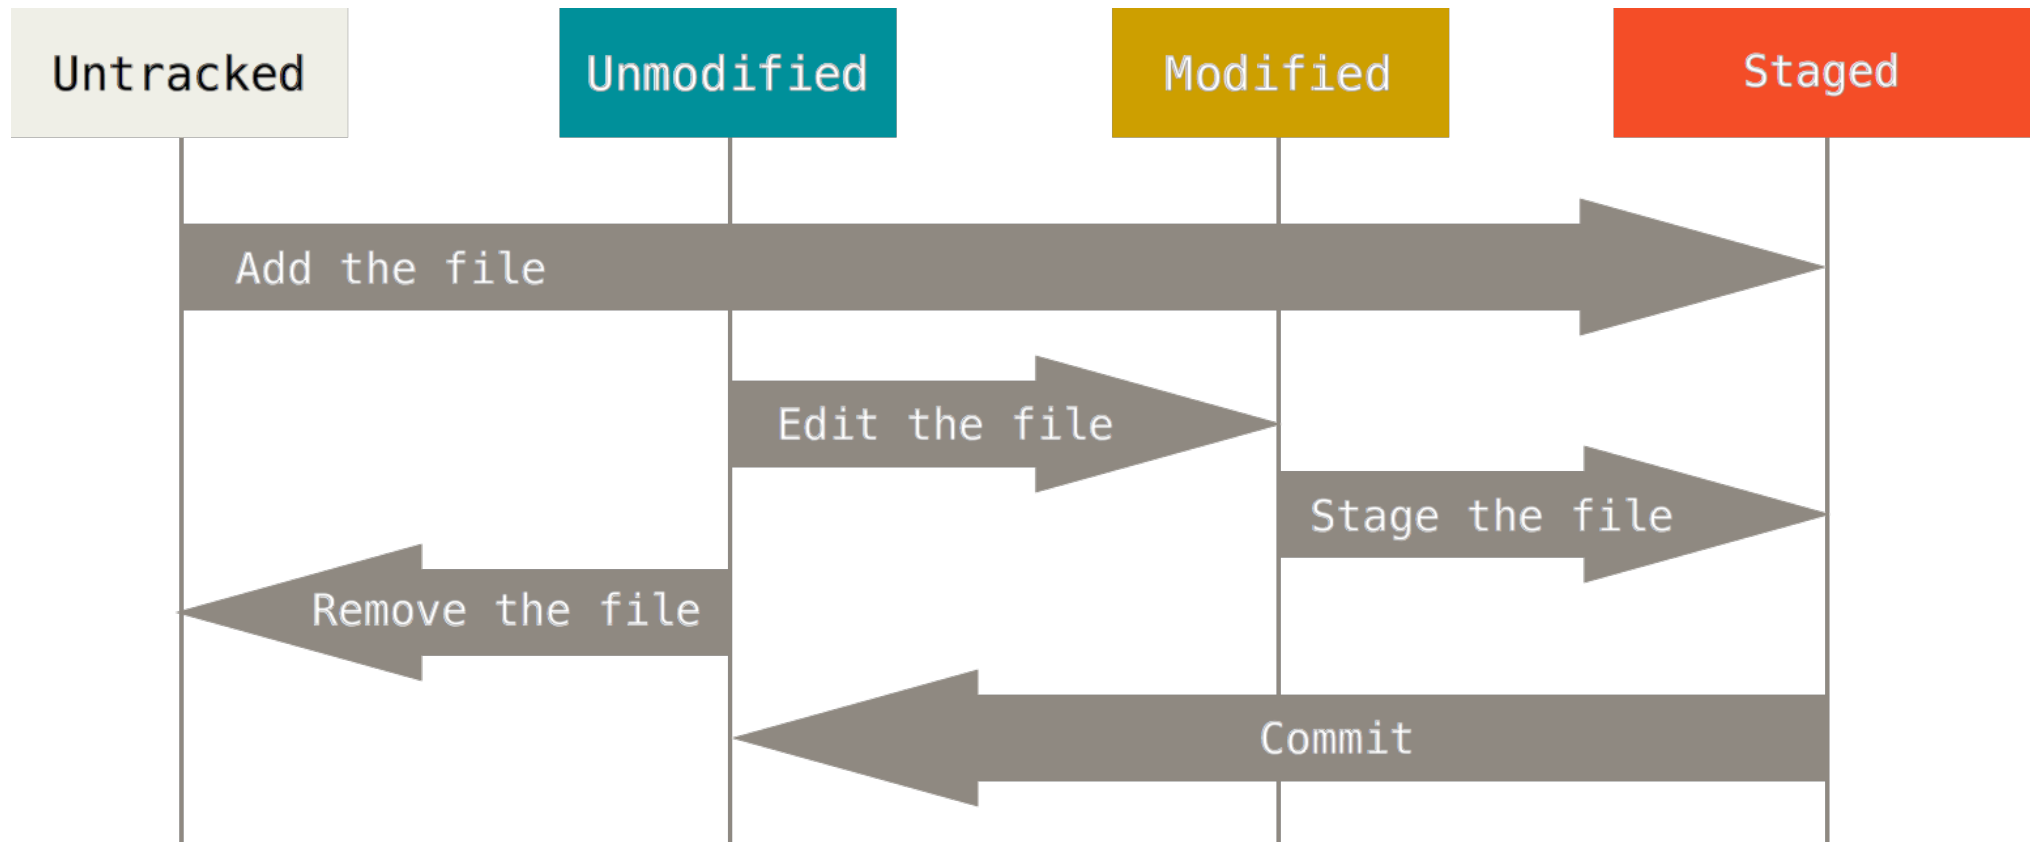 Untracked
Unmodified
Modified
Staged
Add the file
Edit the file
Stage the file
Remove the file
Commit